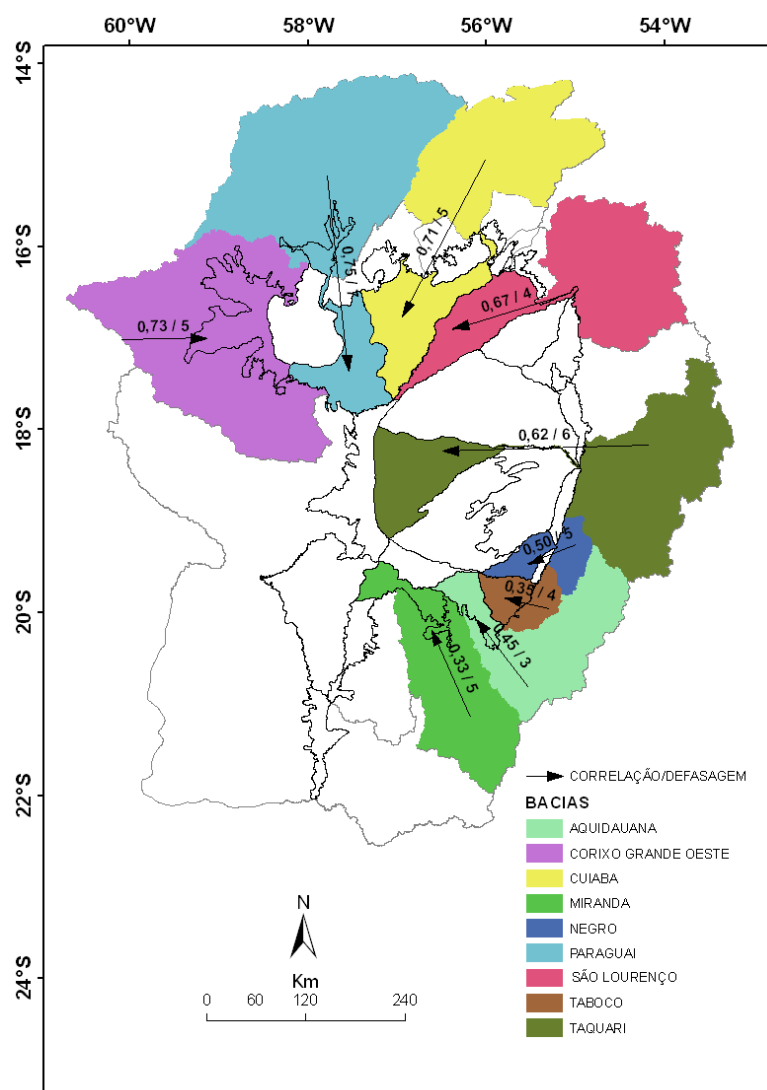 60°W 58°W 56°W 54°W
14°S
16°S
18°S
20°S
22°S
24°S
0,71 / 5
0,75 /
0,67 / 4
0,73 / 5
0,62 / 6
0,50 / 5
0,35 / 4
0,45 / 3
0,33 / 5
CORRELAÇÃO/DEFASAGEM
BACIAS
AQUIDAUANA
CORIXO GRANDE OESTE
CUIABA
MIRANDA
NEGRO
PARAGUAI
SÃO LOURENÇO
TABOCO
TAQUARI
N
Km
0 60 120 240